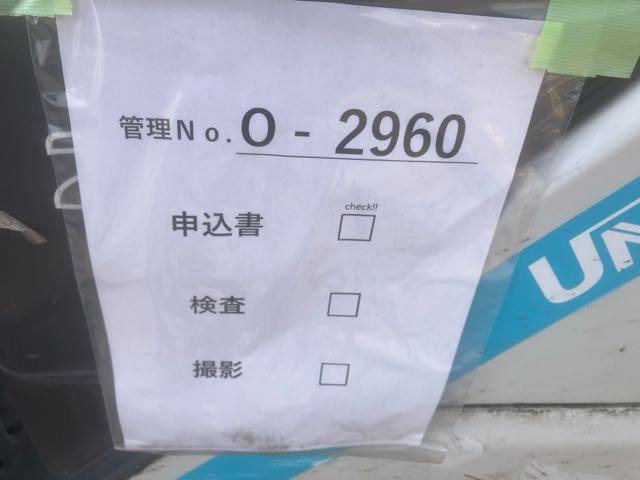 管理No. O - 2960
check!!
申込書
検査
撮影
UN